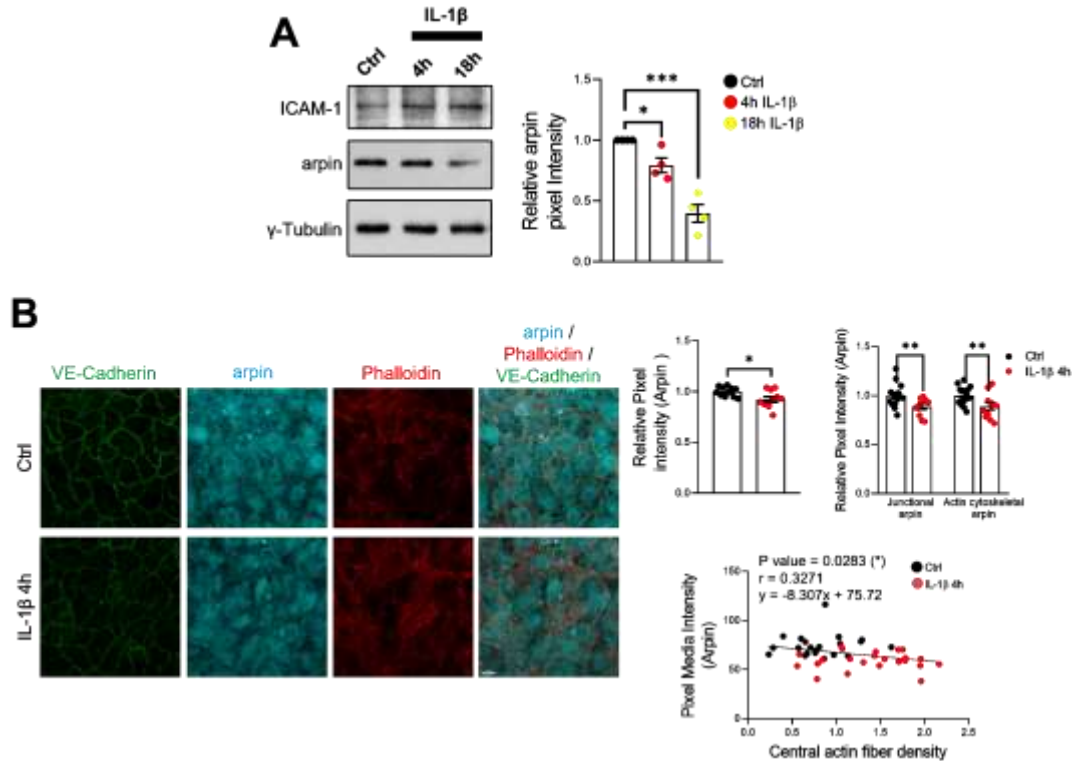 A
IL-1β
Ctrl 4h 18h
ICAM-1
arpin
γ-Tubulin
Relative arpin
pixel Intensity
1.5
1.0
0.5
0.0
*
***
Ctrl
4h IL-1β
18h IL-1β
B
VE-Cadherin
arpin
Phalloidin
arpin /
Phalloidin /
VE-Cadherin
Ctrl
IL-1β 4h
Relative Pixel
intensity (Arpin )
1.5
1.0
0.5
0.0
*
Relative Pixel Intensity (Arpin)
1.5
1.0
0.5
0.0
** **
Ctrl
IL-1β 4h
Junctional
arpin
Actin cytoskeletal
arpin
P value = 0.0283 (*)
r = 0.3271
y = -8.307x + 75.72
Ctrl
IL-1β 4h
Pixel Media Intensity
(Arpin)
150
100
50
0
0.0 0.5 1.0 1.5 2.0 2.5
Central actin fiber density